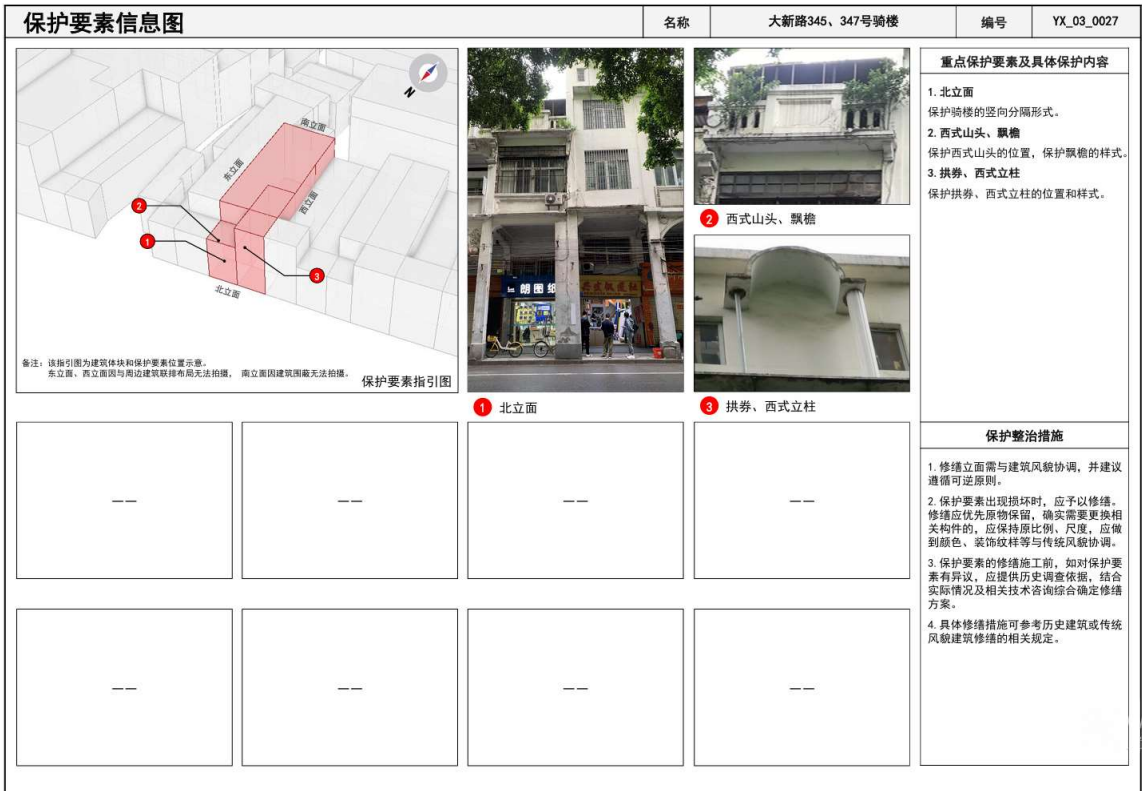 保护要素信息图
名称
大新路345、347号骑楼
编号
YX_03_0027
N
南立面
东立面
西立面
北立面
2
1
3
备注：该指引图为建筑体块和保护要素位置示意。
东立面、西立面因与周边建筑联排布局无法拍摄， 南立面因建筑围蔽无法拍摄。
保护要素指引图
朗图纸
1 北立面
2 西式山头、飘檐
3 拱券、西式立柱
重点保护要素及具体保护内容
1. 北立面
保护骑楼的竖向分隔形式。
2. 西式山头、飘檐
保护西式山头的位置，保护飘檐的样式。
3. 拱券、西式立柱
保护拱券、西式立柱的位置和样式。
保护整治措施
1. 修缮立面需与建筑风貌协调，并建议
遵循可逆原则。
2. 保护要素出现损坏时，应予以修缮。
修缮应优先原物保留，确实需要更换相
关构件的，应保持原比例、尺度，应做
到颜色、装饰纹样等与传统风貌协调。
3. 保护要素的修缮施工前，如对保护要
素有异议，应提供历史调查依据，结合
实际情况及相关技术咨询综合确定修缮
方案。
4. 具体修缮措施可参考历史建筑或传统
风貌建筑修缮的相关规定。
—— —— —— ——
—— —— —— ——